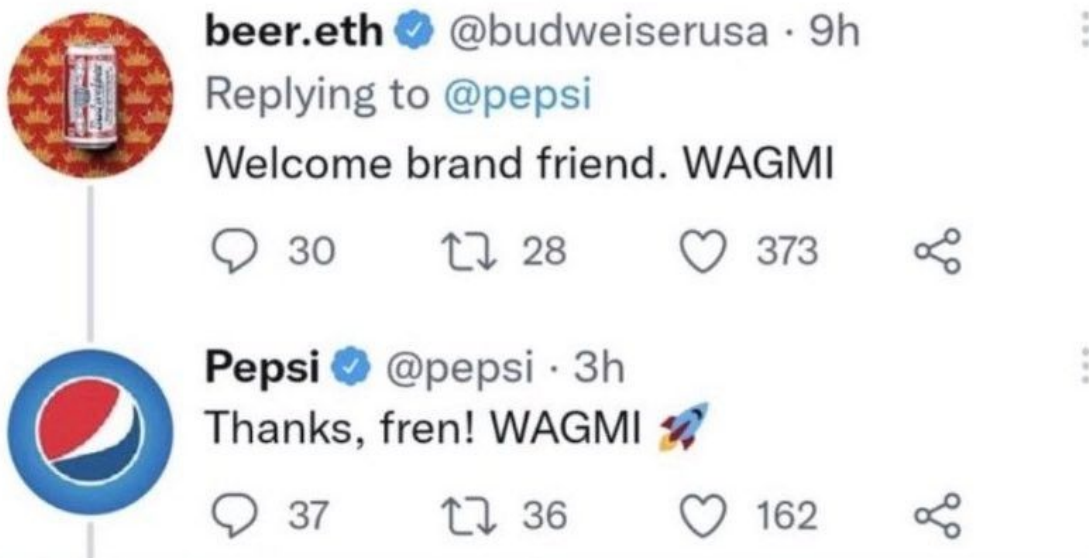 beer.eth @budweiserusa · 9h
Replying to @pepsi
Welcome brand friend. WAGMI
30 28 373
Pepsi @pepsi · 3h
Thanks, fren! WAGMI 🚀
37 36 162